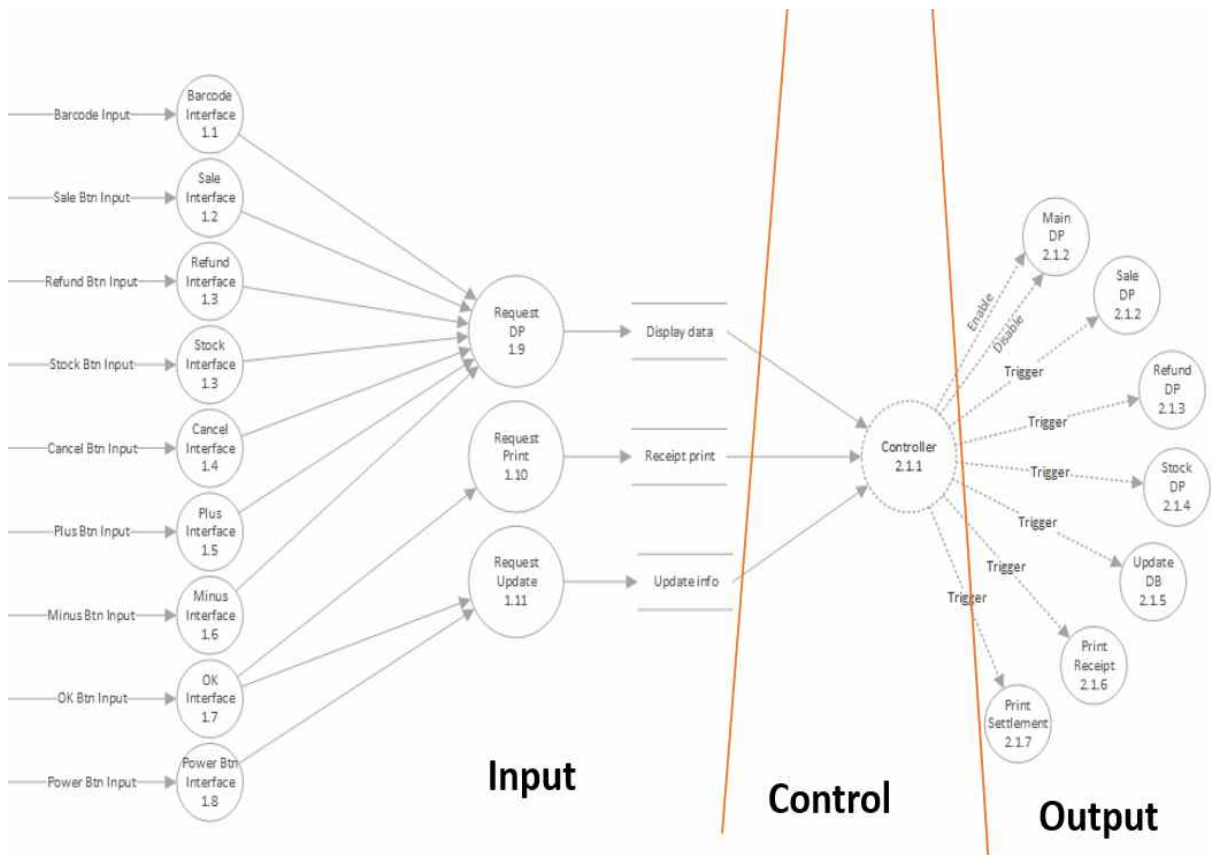 Barcode Input
Barcode
Interface
1.1
Sale Btn Input
Sale
Interface
1.2
Refund Btn Input
Refund
Interface
1.3
Stock Btn Input
Stock
Interface
1.3
Cancel Btn Input
Cancel
Interface
1.4
Plus Btn Input
Plus
Interface
1.5
Minus Btn Input
Minus
Interface
1.6
OK Btn Input
OK
Interface
1.7
Power Btn Input
Power Btn
Interface
1.8
Request
DP
1.9
Request
Print
1.10
Request
Update
1.11
Display data
Receipt print
Update info
Controller
2.1.1
Enable
Disable
Trigger
Trigger
Trigger
Trigger
Trigger
Trigger
Main
DP
2.1.2
Sale
DP
2.1.2
Refund
DP
2.1.3
Stock
DP
2.1.4
Update
DB
2.1.5
Print
Receipt
2.1.6
Print
Settlement
2.1.7
Input
Control
Output